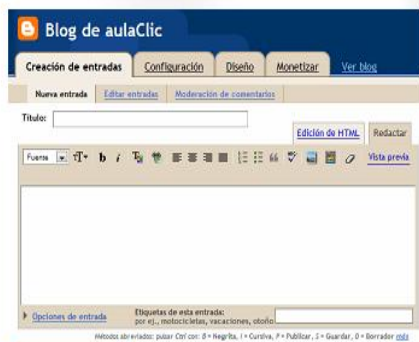 Blog de aulaClic
Creación de entradas Configuración Diseño Monetizar Ver blog
Nueva entrada Editar entradas Moderación de comentarios
Título:
Edición de HTML Redactar
Fuente T b i Vista previa
Opciones de entrada
Etiquetas de esta entrada:
por ej., motocicletas, vacaciones, otoño
Métodos abreviados: pulsar Ctrl con: B = Negrita, I = Cursiva, P = Publicar, S = Guardar, D = Borrador más